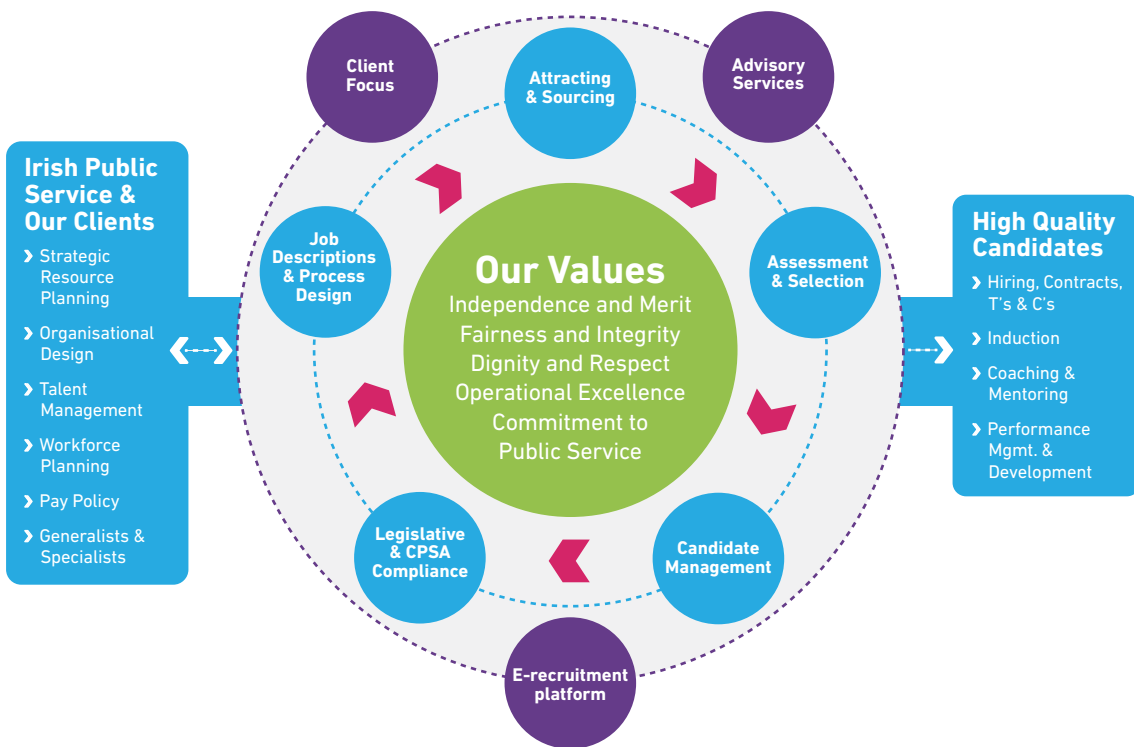 Client
Focus
Attracting
& Sourcing
Advisory
Services
Irish Public
Service &
Our Clients
Strategic
Resource
Planning
Organisational
Design
Talent
Management
Workforce
Planning
Pay Policy
Generalists &
Specialists
Job
Descriptions
& Process
Design
Our Values
Independence and Merit
Fairness and Integrity
Dignity and Respect
Operational Excellence
Commitment to
Public Service
Assessment
& Selection
High Quality
Candidates
Hiring, Contracts,
T's & C's
Induction
Coaching &
Mentoring
Performance
Mgmt. &
Development
Legislative
& CPSA
Compliance
Candidate
Management
E-recruitment
platform